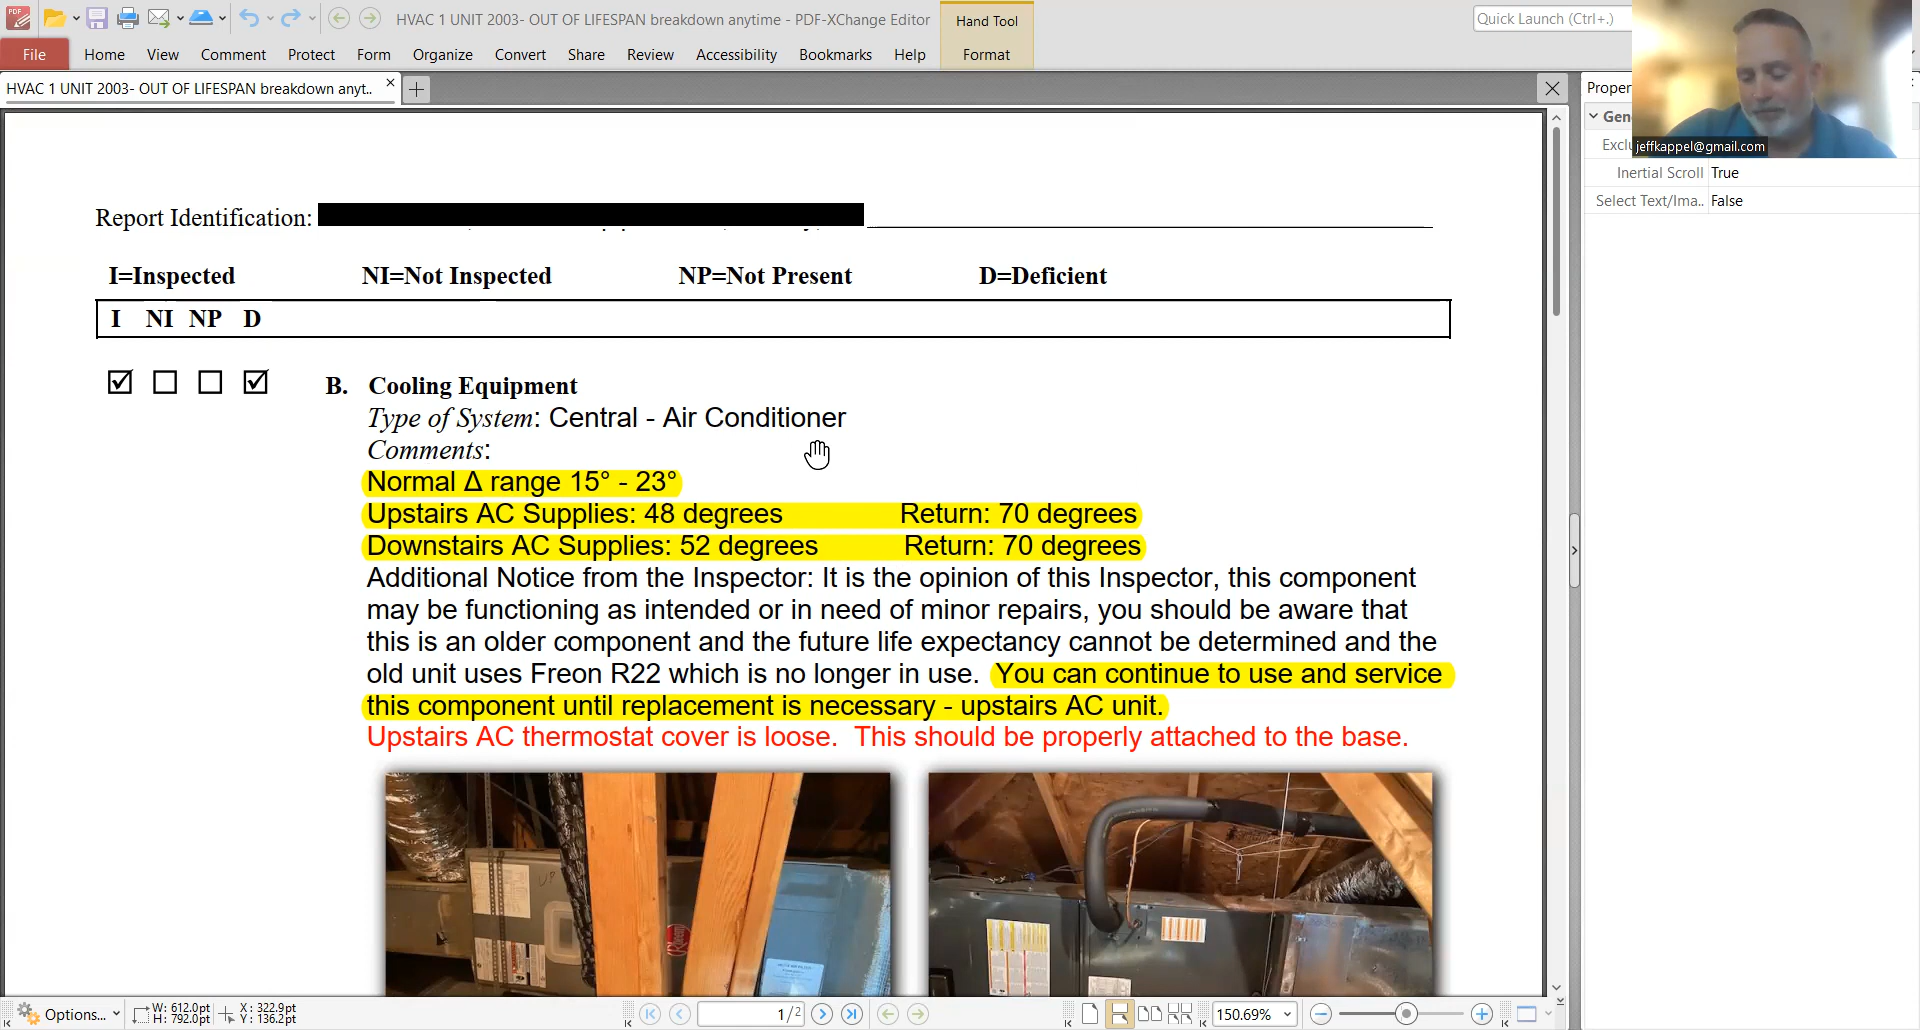 HVAC 1 UNIT 2003- OUT OF LIFESPAN breakdown anytime - PDF-XChange Editor
Hand Tool
Quick Launch (Ctrl+.)
File Home View Comment Protect Form Organize Convert Share Review Accessibility Bookmarks Help Format
HVAC 1 UNIT 2003- OUT OF LIFESPAN breakdown anyt..
jeffkappel@gmail.com
Inertial Scroll True
Select Text/Ima.. False
Report Identification:
I=Inspected NI=Not Inspected NP=Not Present D=Deficient
I NI NP D
B. Cooling Equipment
Type of System: Central - Air Conditioner
Comments:
Normal Δ range 15° - 23°
Upstairs AC Supplies: 48 degrees Return: 70 degrees
Downstairs AC Supplies: 52 degrees Return: 70 degrees
Additional Notice from the Inspector: It is the opinion of this Inspector, this component
may be functioning as intended or in need of minor repairs, you should be aware that
this is an older component and the future life expectancy cannot be determined and the
old unit uses Freon R22 which is no longer in use. You can continue to use and service
this component until replacement is necessary - upstairs AC unit.
Upstairs AC thermostat cover is loose. This should be properly attached to the base.
UP
Rheem
Options...
W: 612.0pt
H: 792.0pt
X: 322.9pt
Y: 136.2pt
1/2
150.69%